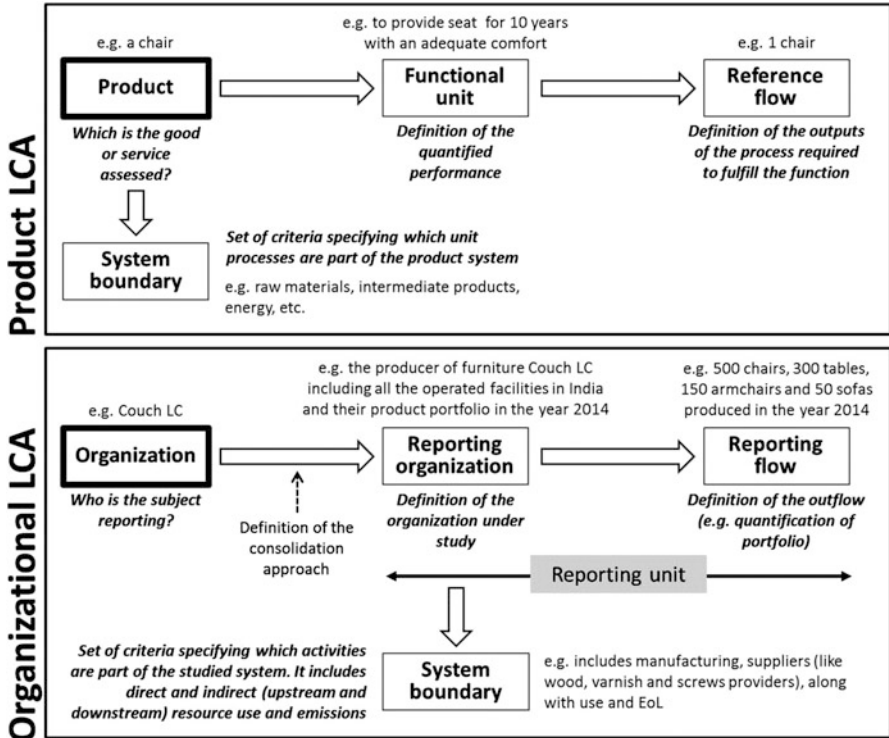 Product LCA
e.g. a chair
Product
Which is the good
or service
assessed?
e.g. to provide seat for 10 years
with an adequate comfort
Functional
unit
Definition of the
quantified
performance
e.g. 1 chair
Reference
flow
Definition of the outputs
of the process required
to fulfill the function
System
boundary
Set of criteria specifying which unit
processes are part of the product system
e.g. raw materials, intermediate products,
energy, etc.
Organizational LCA
e.g. Couch LC
Organization
Who is the subject
reporting?
Definition of the
consolidation
approach
e.g. the producer of furniture Couch LC
including all the operated facilities in India
and their product portfolio in the year 2014
Reporting
organization
Definition of the
organization under
study
e.g. 500 chairs, 300 tables,
150 armchairs and 50 sofas
produced in the year 2014
Reporting
flow
Definition of the outflow
(e.g. quantification of
portfolio)
Reporting unit
Set of criteria specifying which activities
are part of the studied system. It includes
direct and indirect (upstream and
downstream) resource use and emissions
System
boundary
e.g. includes manufacturing, suppliers (like
wood, varnish and screws providers), along
with use and EoL